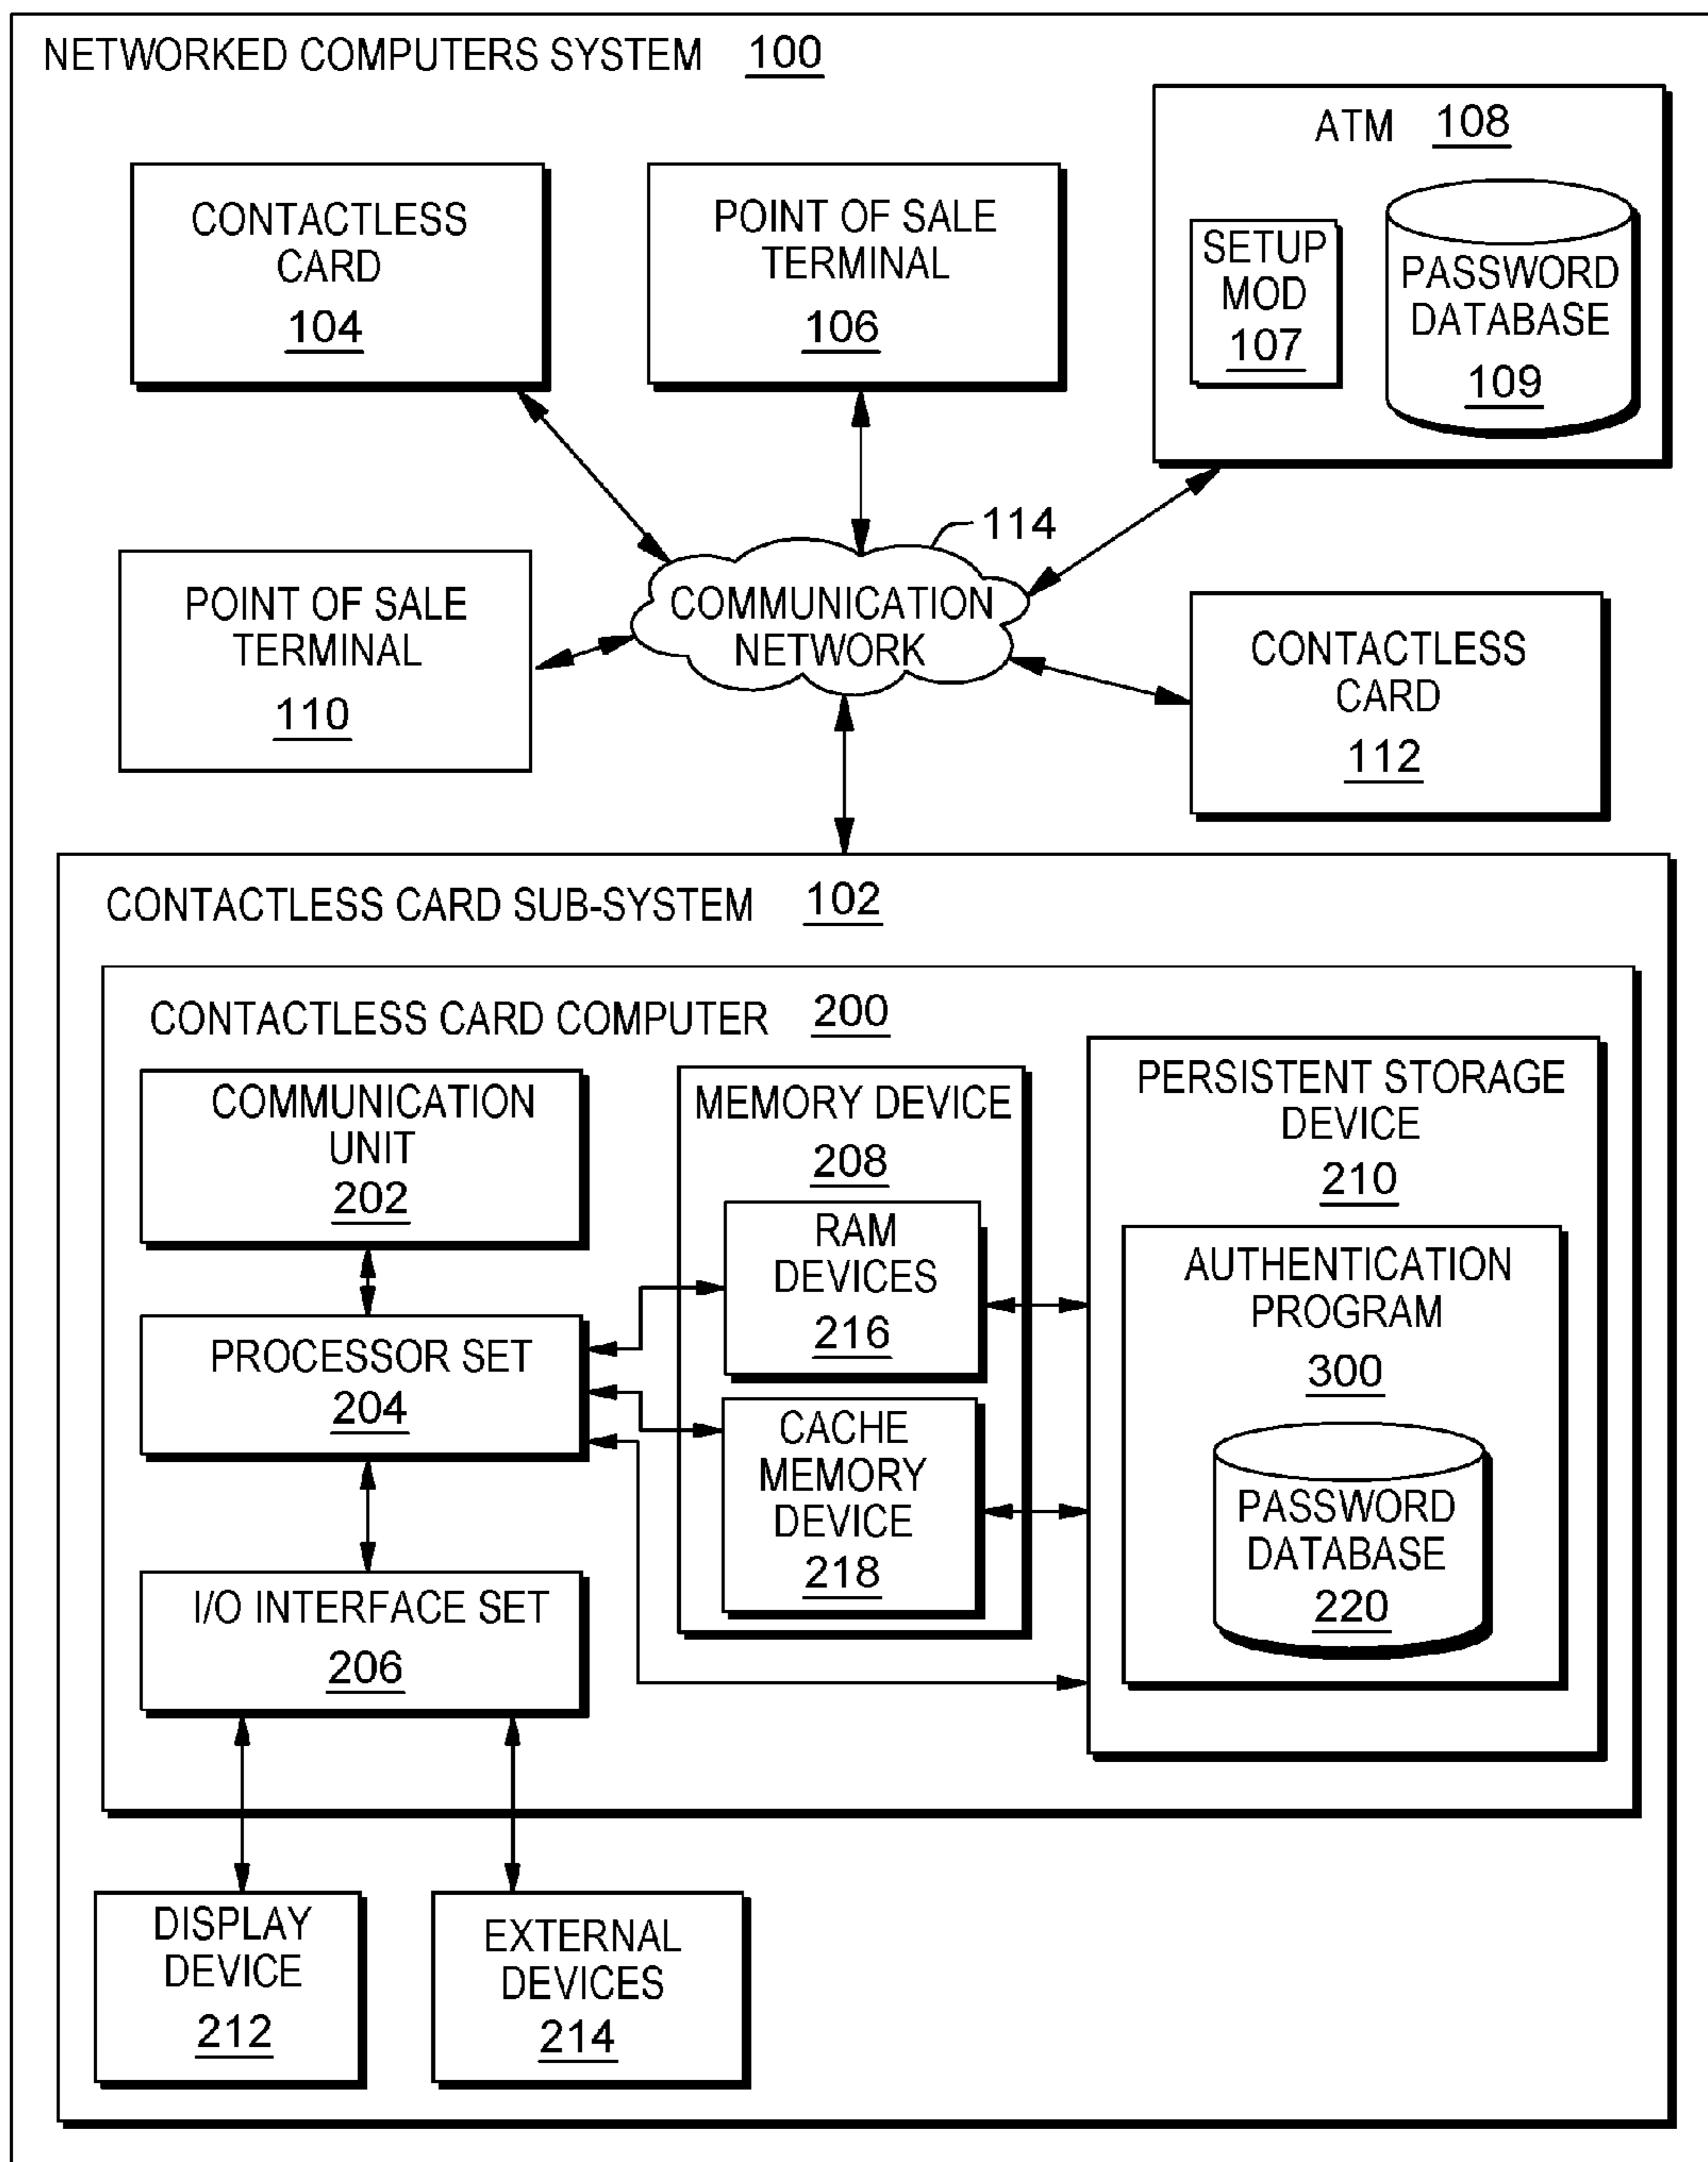 NETWORKED COMPUTERS SYSTEM 100
CONTACTLESS
CARD
104
POINT OF SALE
TERMINAL
106
ATM 108
SETUP
MOD
107
PASSWORD
DATABASE
109
114
COMMUNICATION
NETWORK
POINT OF SALE
TERMINAL
110
CONTACTLESS
CARD
112
CONTACTLESS CARD SUB-SYSTEM 102
CONTACTLESS CARD COMPUTER 200
COMMUNICATION
UNIT
202
PROCESSOR SET
204
I/O INTERFACE SET
206
MEMORY DEVICE
208
RAM
DEVICES
216
CACHE
MEMORY
DEVICE
218
PERSISTENT STORAGE
DEVICE
210
AUTHENTICATION
PROGRAM
300
PASSWORD
DATABASE
220
DISPLAY
DEVICE
212
EXTERNAL
DEVICES
214